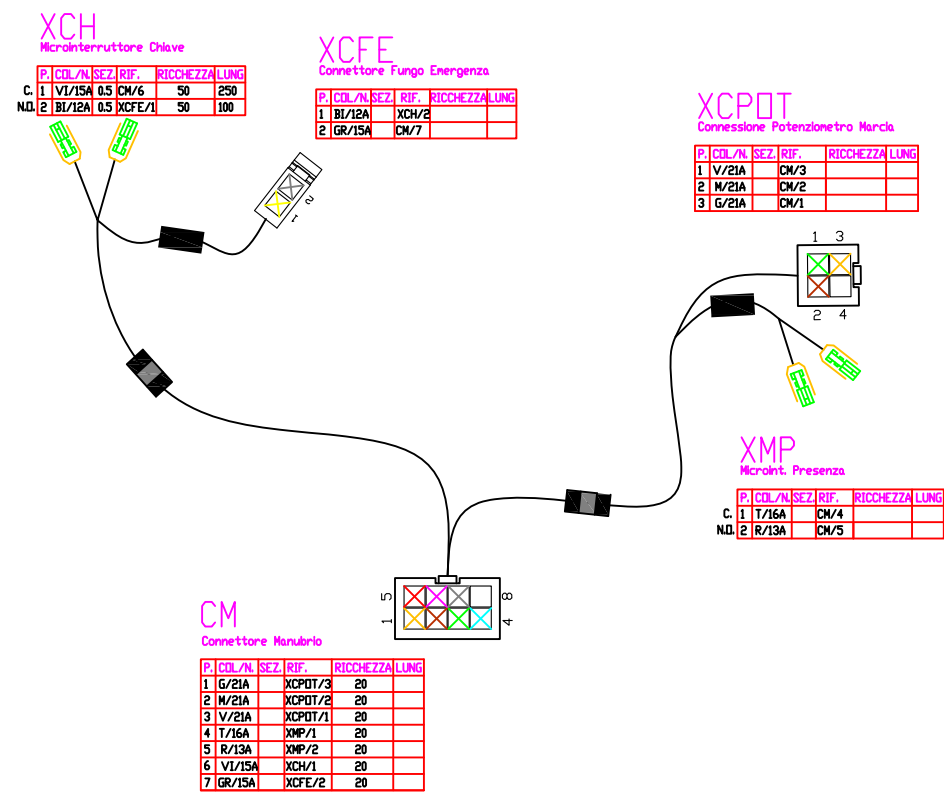 XCH
Microinterruttore Chiave
P. COL/N. SEZ. RIF. RICCHEZZA LUNG
C. 1 VI/15A 0.5 CM/6 50 250
N.O. 2 BI/12A 0.5 XCFE/1 50 100
XCFE
Connettore Fungo Emergenza
P. COL/N. SEZ. RIF. RICCHEZZA LUNG
1 BI/12A XCH/2
2 GR/15A CM/7
1
2
XCPOT
Connessione Potenziometro Marcia
P. COL/N. SEZ. RIF. RICCHEZZA LUNG
1 V/21A CM/3
2 M/21A CM/2
3 G/21A CM/1
1 3
2 4
XMP
Microint. Presenza
P. COL/N. SEZ. RIF. RICCHEZZA LUNG
C. 1 T/16A CM/4
N.O. 2 R/13A CM/5
5 8
1 4
CM
Connettore Manubrio
P. COL/N. SEZ. RIF. RICCHEZZA LUNG
1 G/21A XCPOT/3 20
2 M/21A XCPOT/2 20
3 V/21A XCPOT/1 20
4 T/16A XMP/1 20
5 R/13A XMP/2 20
6 VI/15A XCH/1 20
7 GR/15A XCFE/2 20